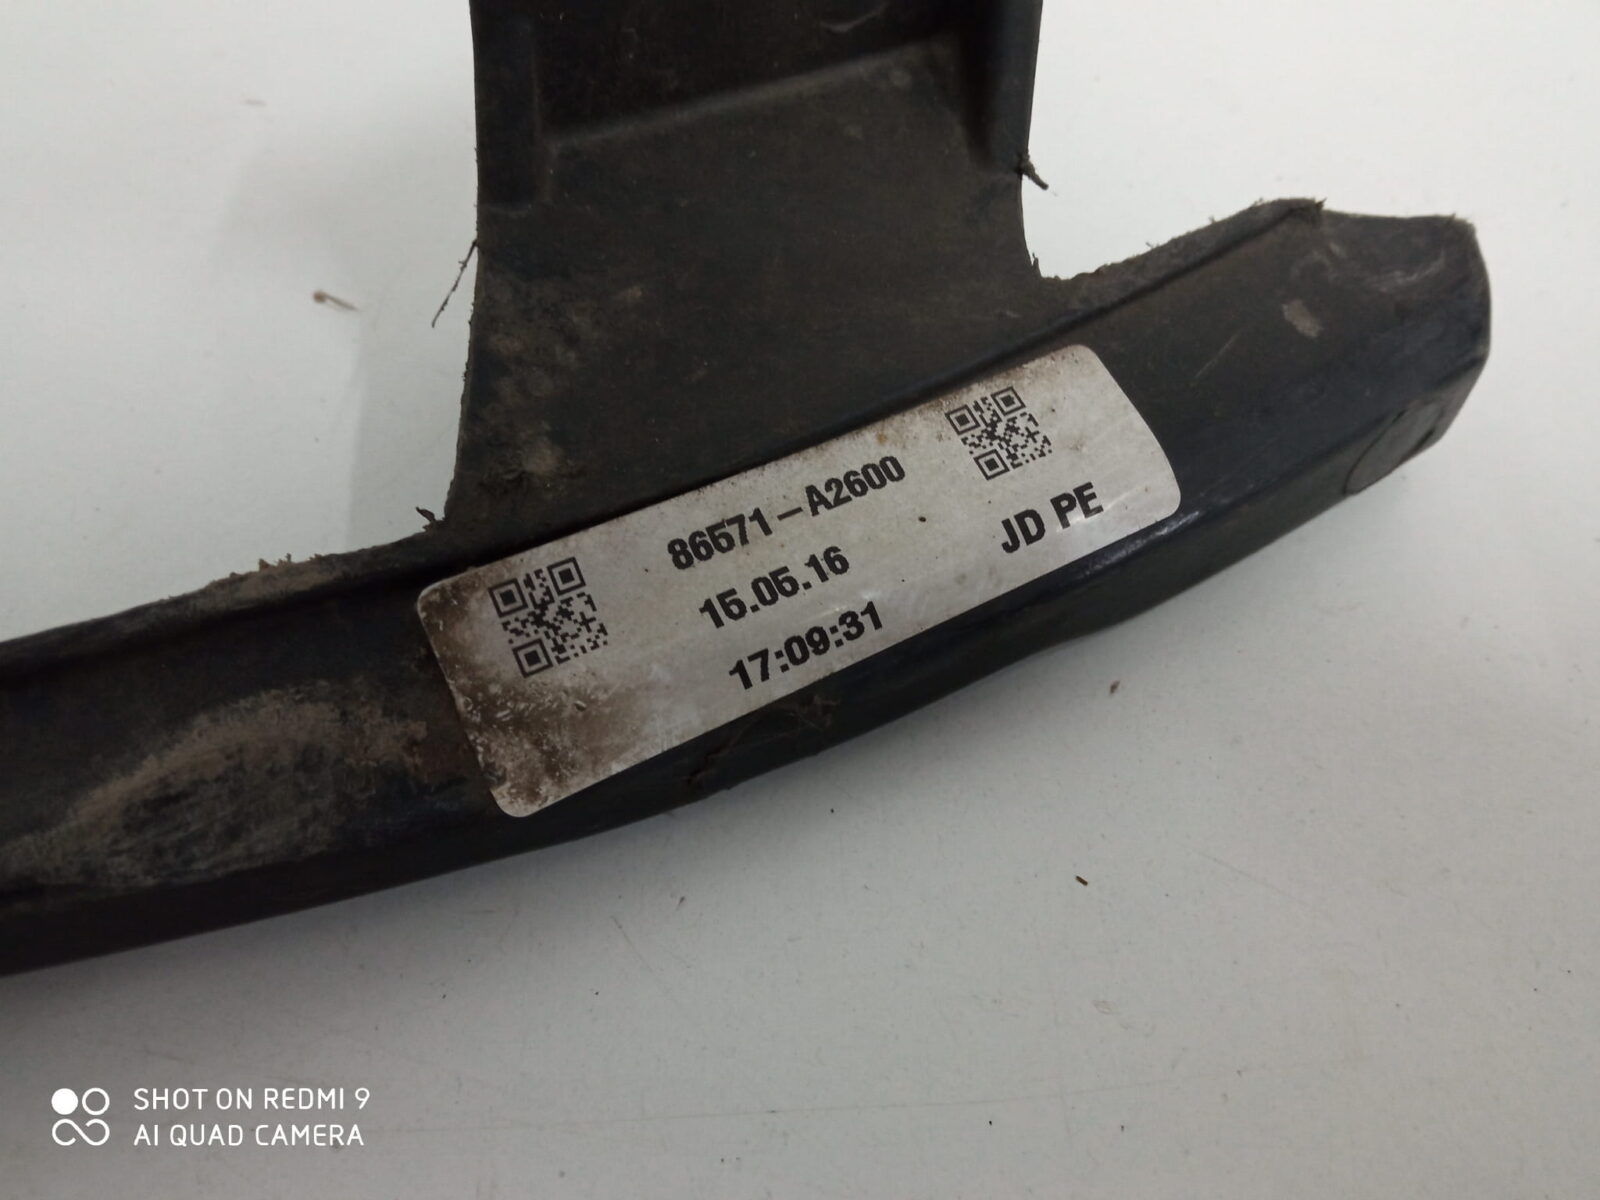 86571-A2600
15.05.16
17:09:31
JD PE
SHOT ON REDMI 9
AI QUAD CAMERA